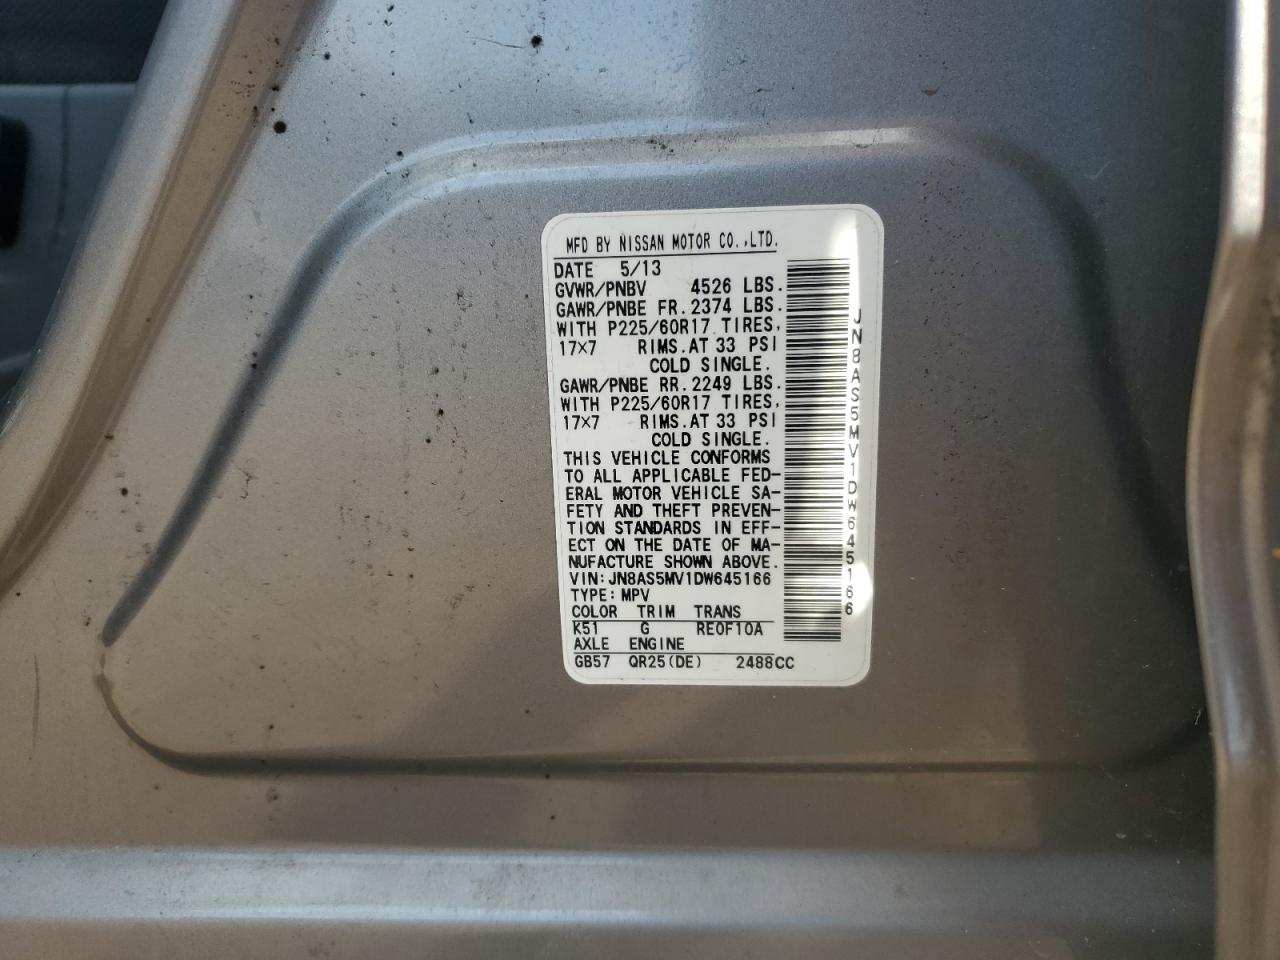 MFD BY NISSAN MOTOR CO.,LTD.
DATE 5/13
GVWR/PNBV 4526 LBS.
GAWR/PNBE FR. 2374 LBS.
WITH P225/60R17 TIRES,
17×7 RIMS. AT 33 PSI
COLD SINGLE.
GAWR/PNBE RR. 2249 LBS.
WITH P225/60R17 TIRES,
17×7 RIMS. AT 33 PSI
COLD SINGLE.
THIS VEHICLE CONFORMS
TO ALL APPLICABLE FED-
ERAL MOTOR VEHICLE SA-
FETY AND THEFT PREVEN-
TION STANDARDS IN EFF-
ECT ON THE DATE OF MA-
NUFACTURE SHOWN ABOVE.
VIN: JN8AS5MV1DW645166
TYPE: MPV
COLOR TRIM TRANS
K51 G RE0F10A
AXLE ENGINE
GB57 QR25(DE) 2488CC
JN8AS5MV1DW645166